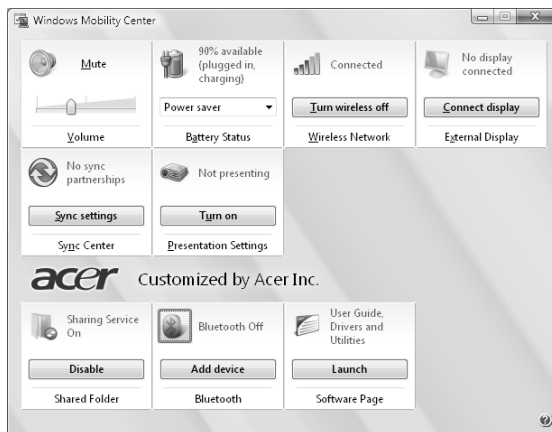 Windows Mobility Center
Mute
Volume
90% available
(plugged in,
charging)
Power saver
Battery Status
Connected
Turn wireless off
Wireless Network
No display
connected
Connect display
External Display
No sync
partnerships
Sync settings
Sync Center
Not presenting
Turn on
Presentation Settings
acer Customized by Acer Inc.
Sharing Service
On
Disable
Shared Folder
Bluetooth Off
Add device
Bluetooth
User Guide,
Drivers and
Utilities
Launch
Software Page
?